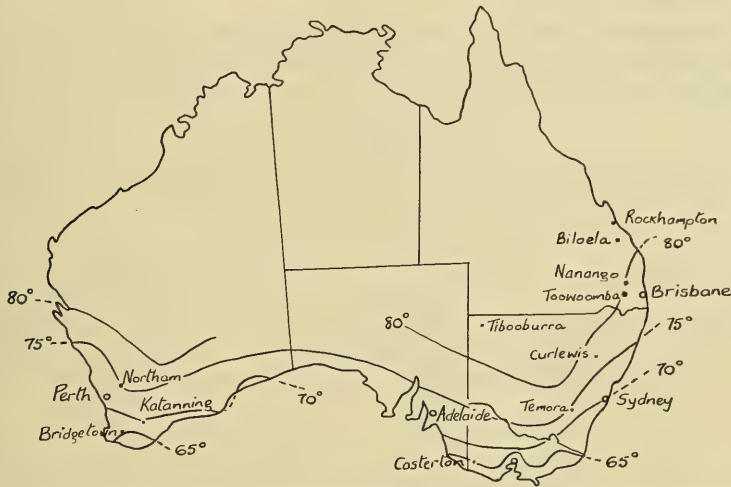 Rockhampton
Biloela
80°
Nanango
Toowoomba
Brisbane
80°
80°
Tibooburra
75°
75°
Curlewis
70°
Northam
Perth
Katanning
70°
Temora
Sydney
Adelaide
Bridgetown
65°
Casterton
65°